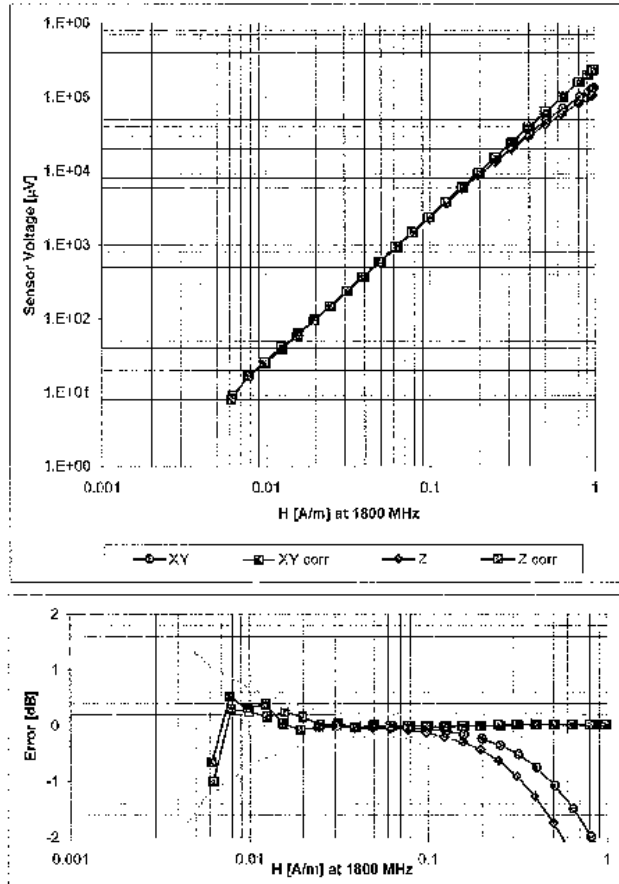 1.E+06
1.E+05
1.E+04
1.E+03
1.E+02
1.E+01
1.E+00
Sensor Voltage [µV]
0.001 0.01 0.1 1
H [A/m] at 1800 MHz
XY XY corr Z Z corr
2
1
0
-1
-2
Error [dB]
0.001 0.01 0.1 1
H [A/m] at 1800 MHz